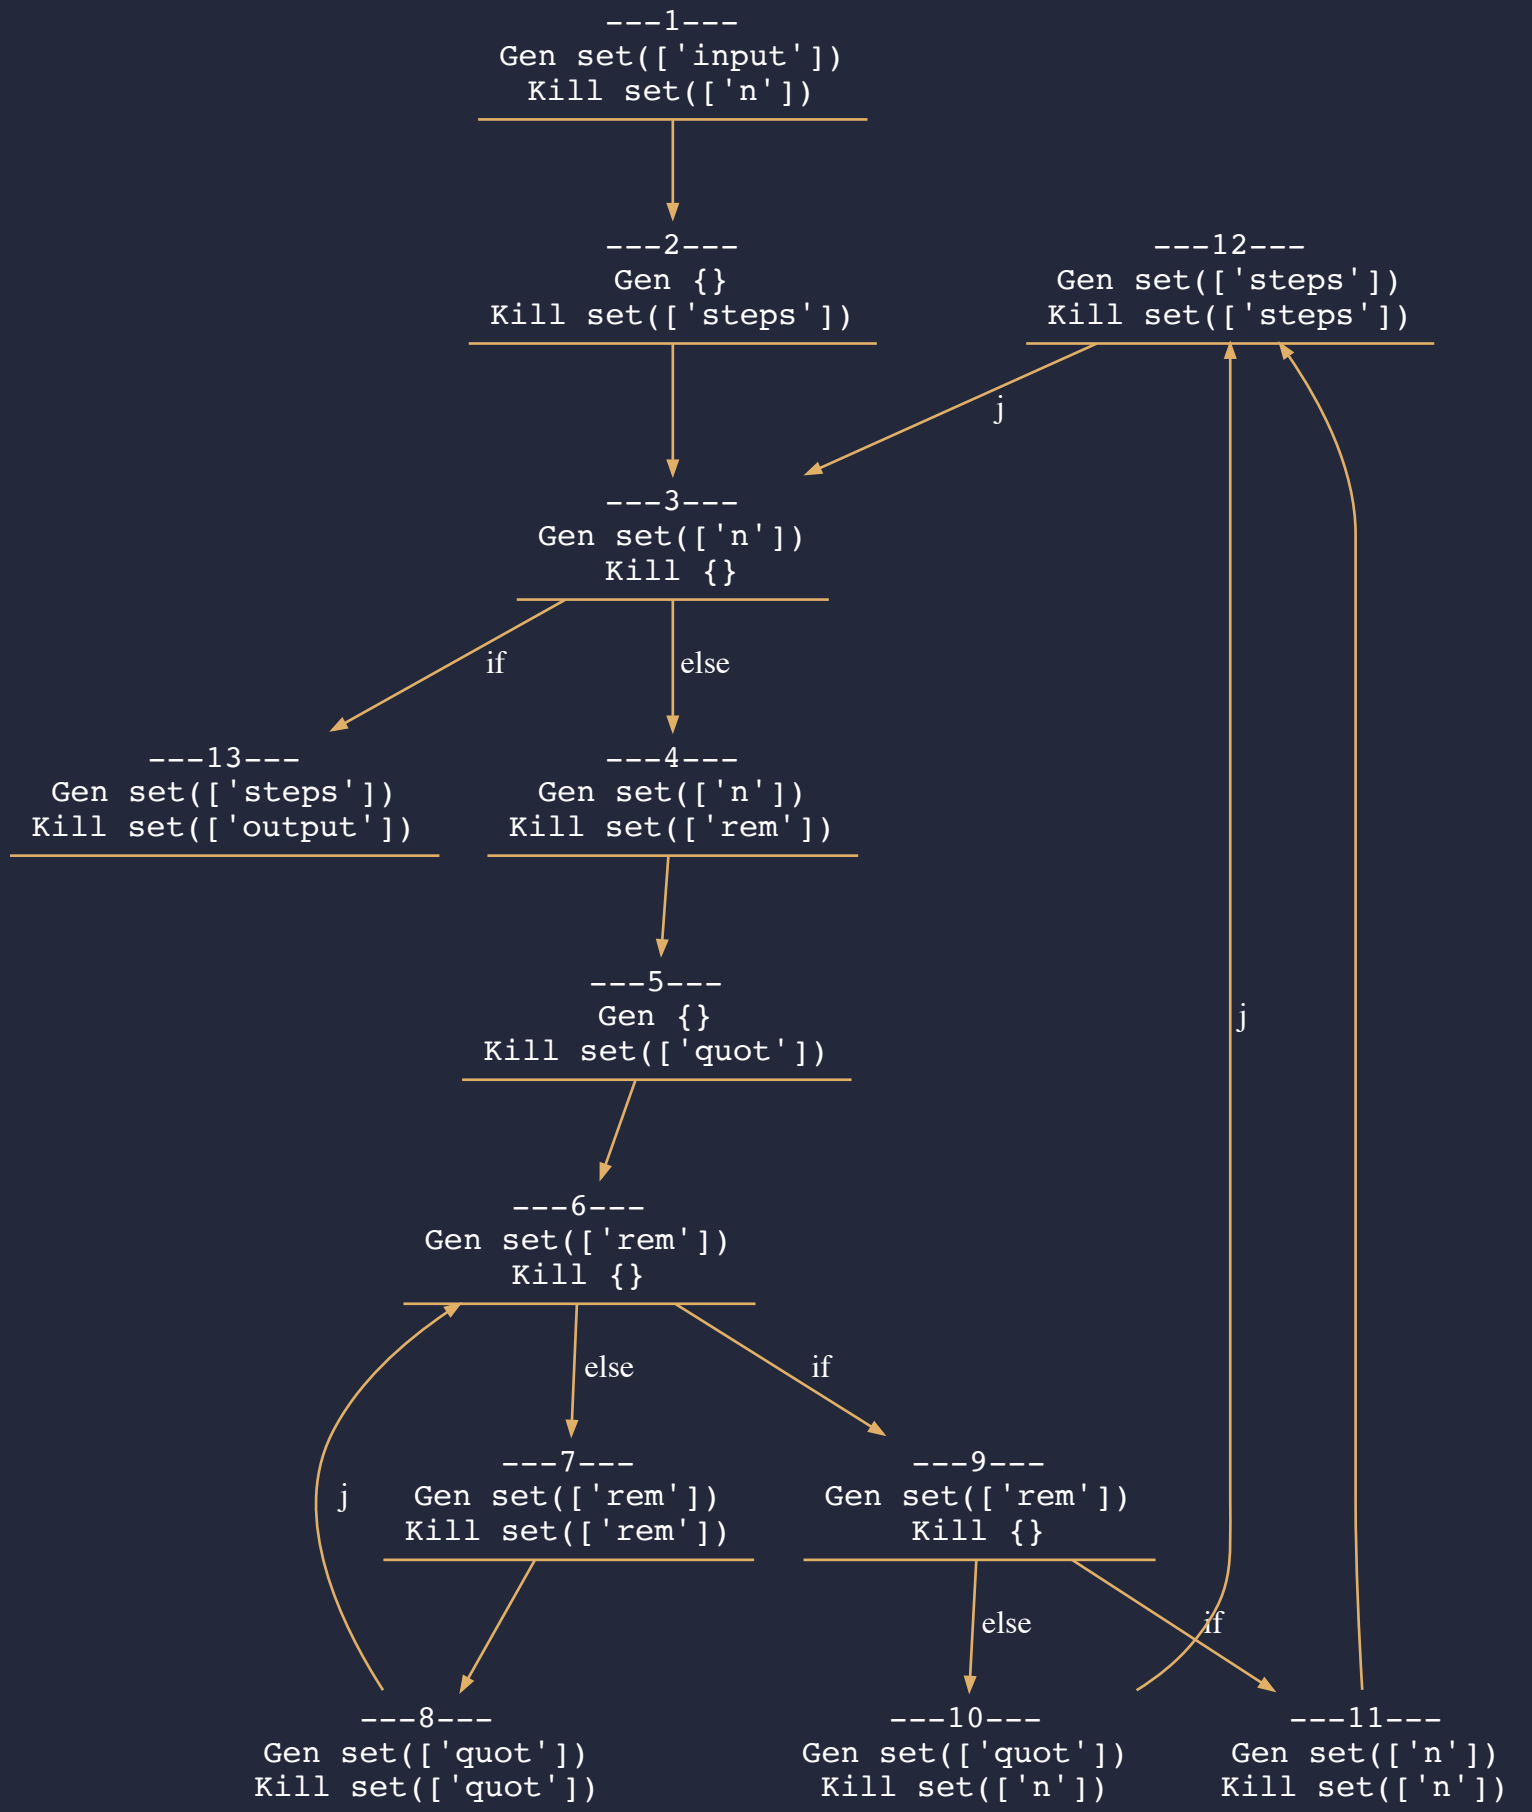 ---1---
Gen set(['input'])
Kill set(['n'])
---2---
Gen {}
Kill set(['steps'])
---12---
Gen set(['steps'])
Kill set(['steps'])
j
---3---
Gen set(['n'])
Kill {}
if
else
---13---
Gen set(['steps'])
Kill set(['output'])
---4---
Gen set(['n'])
Kill set(['rem'])
---5---
Gen {}
Kill set(['quot'])
j
---6---
Gen set(['rem'])
Kill {}
else
if
j
---7---
Gen set(['rem'])
Kill set(['rem'])
---9---
Gen set(['rem'])
Kill {}
else
if
---8---
Gen set(['quot'])
Kill set(['quot'])
---10---
Gen set(['quot'])
Kill set(['n'])
---11---
Gen set(['n'])
Kill set(['n'])